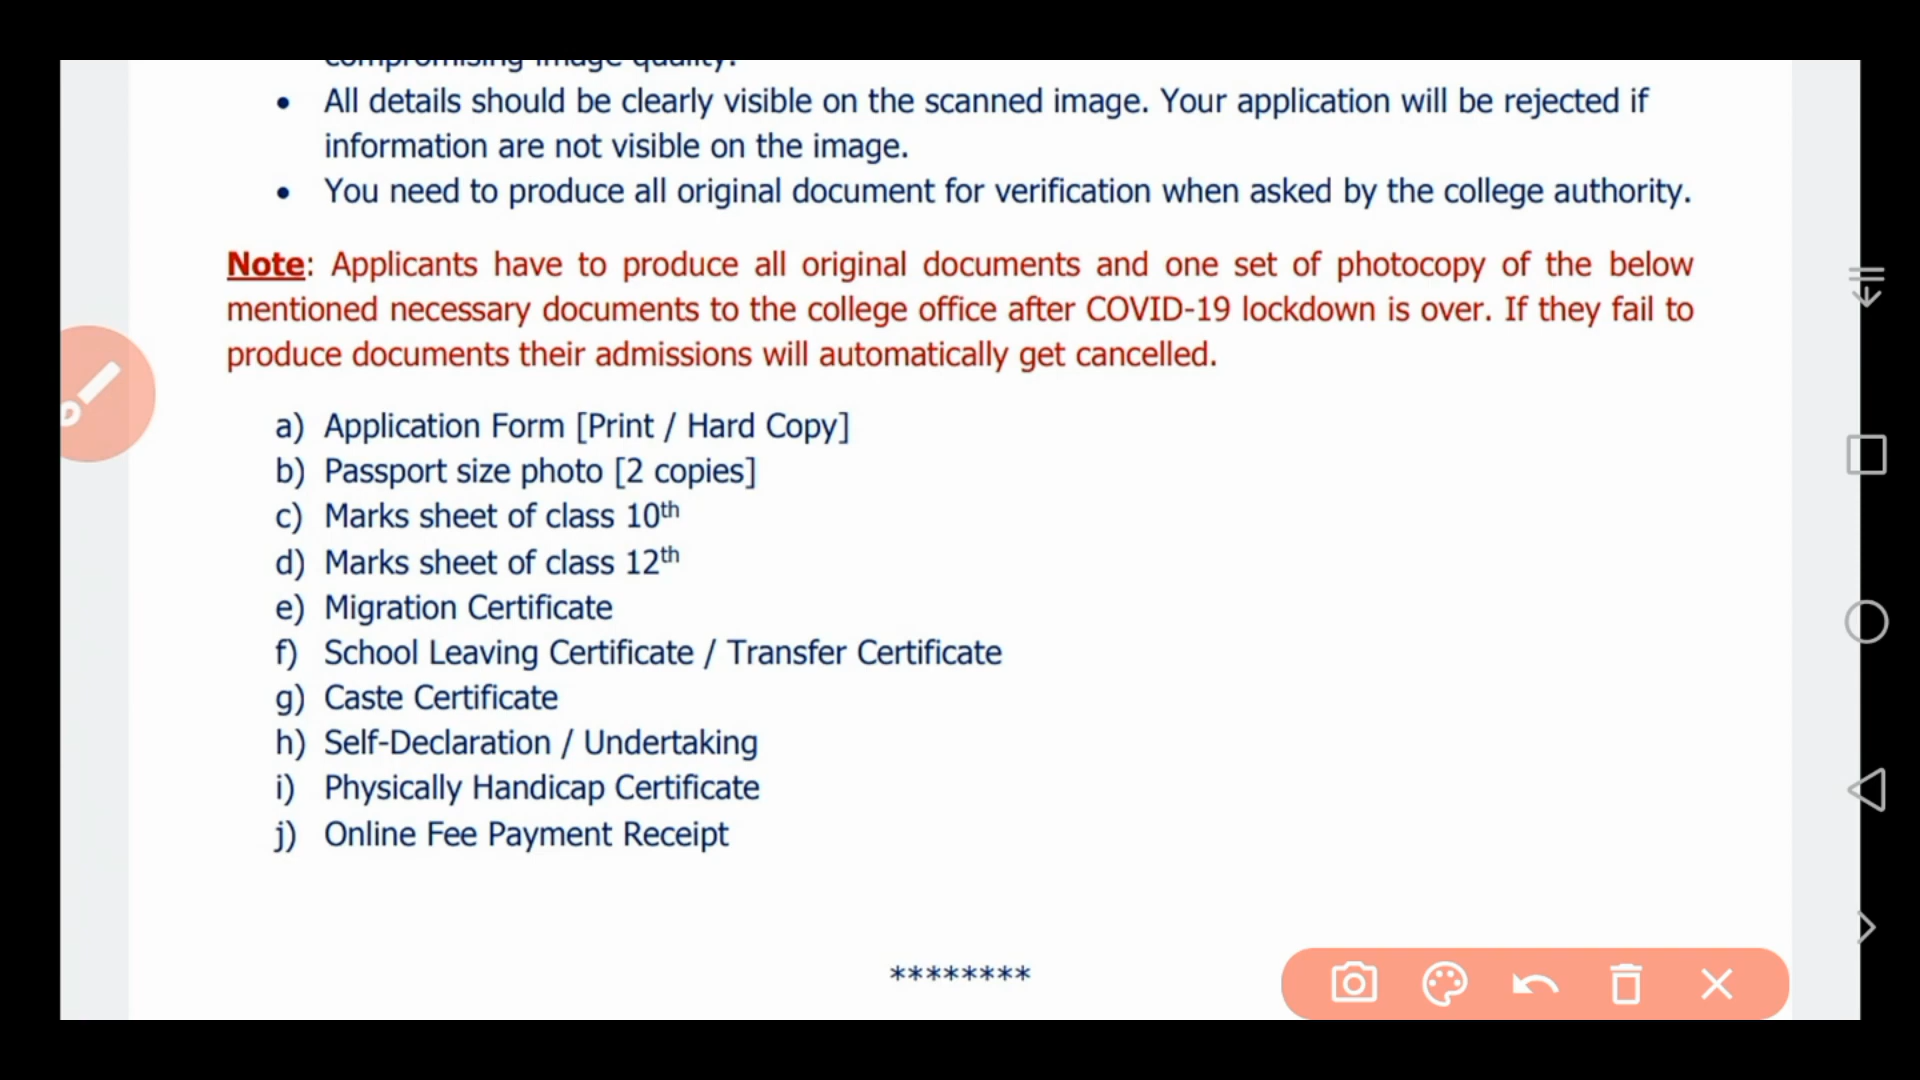 compromising image quality.
• All details should be clearly visible on the scanned image. Your application will be rejected if
information are not visible on the image.
• You need to produce all original document for verification when asked by the college authority.
Note: Applicants have to produce all original documents and one set of photocopy of the below
mentioned necessary documents to the college office after COVID-19 lockdown is over. If they fail to
produce documents their admissions will automatically get cancelled.
a) Application Form [Print / Hard Copy]
b) Passport size photo [2 copies]
c) Marks sheet of class 10th
d) Marks sheet of class 12th
e) Migration Certificate
f) School Leaving Certificate / Transfer Certificate
g) Caste Certificate
h) Self-Declaration / Undertaking
i) Physically Handicap Certificate
j) Online Fee Payment Receipt
********